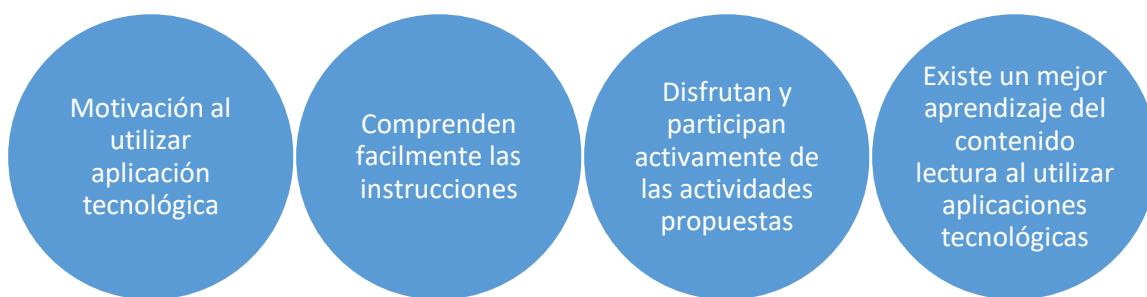 Motivación al
utilizar
aplicación
tecnológica
Comprenden
facilmente las
instrucciones
Disfrutan y
participan
activamente de
las actividades
propuestas
Existe un mejor
aprendizaje del
contenido
lectura al utilizar
aplicaciones
tecnológicas